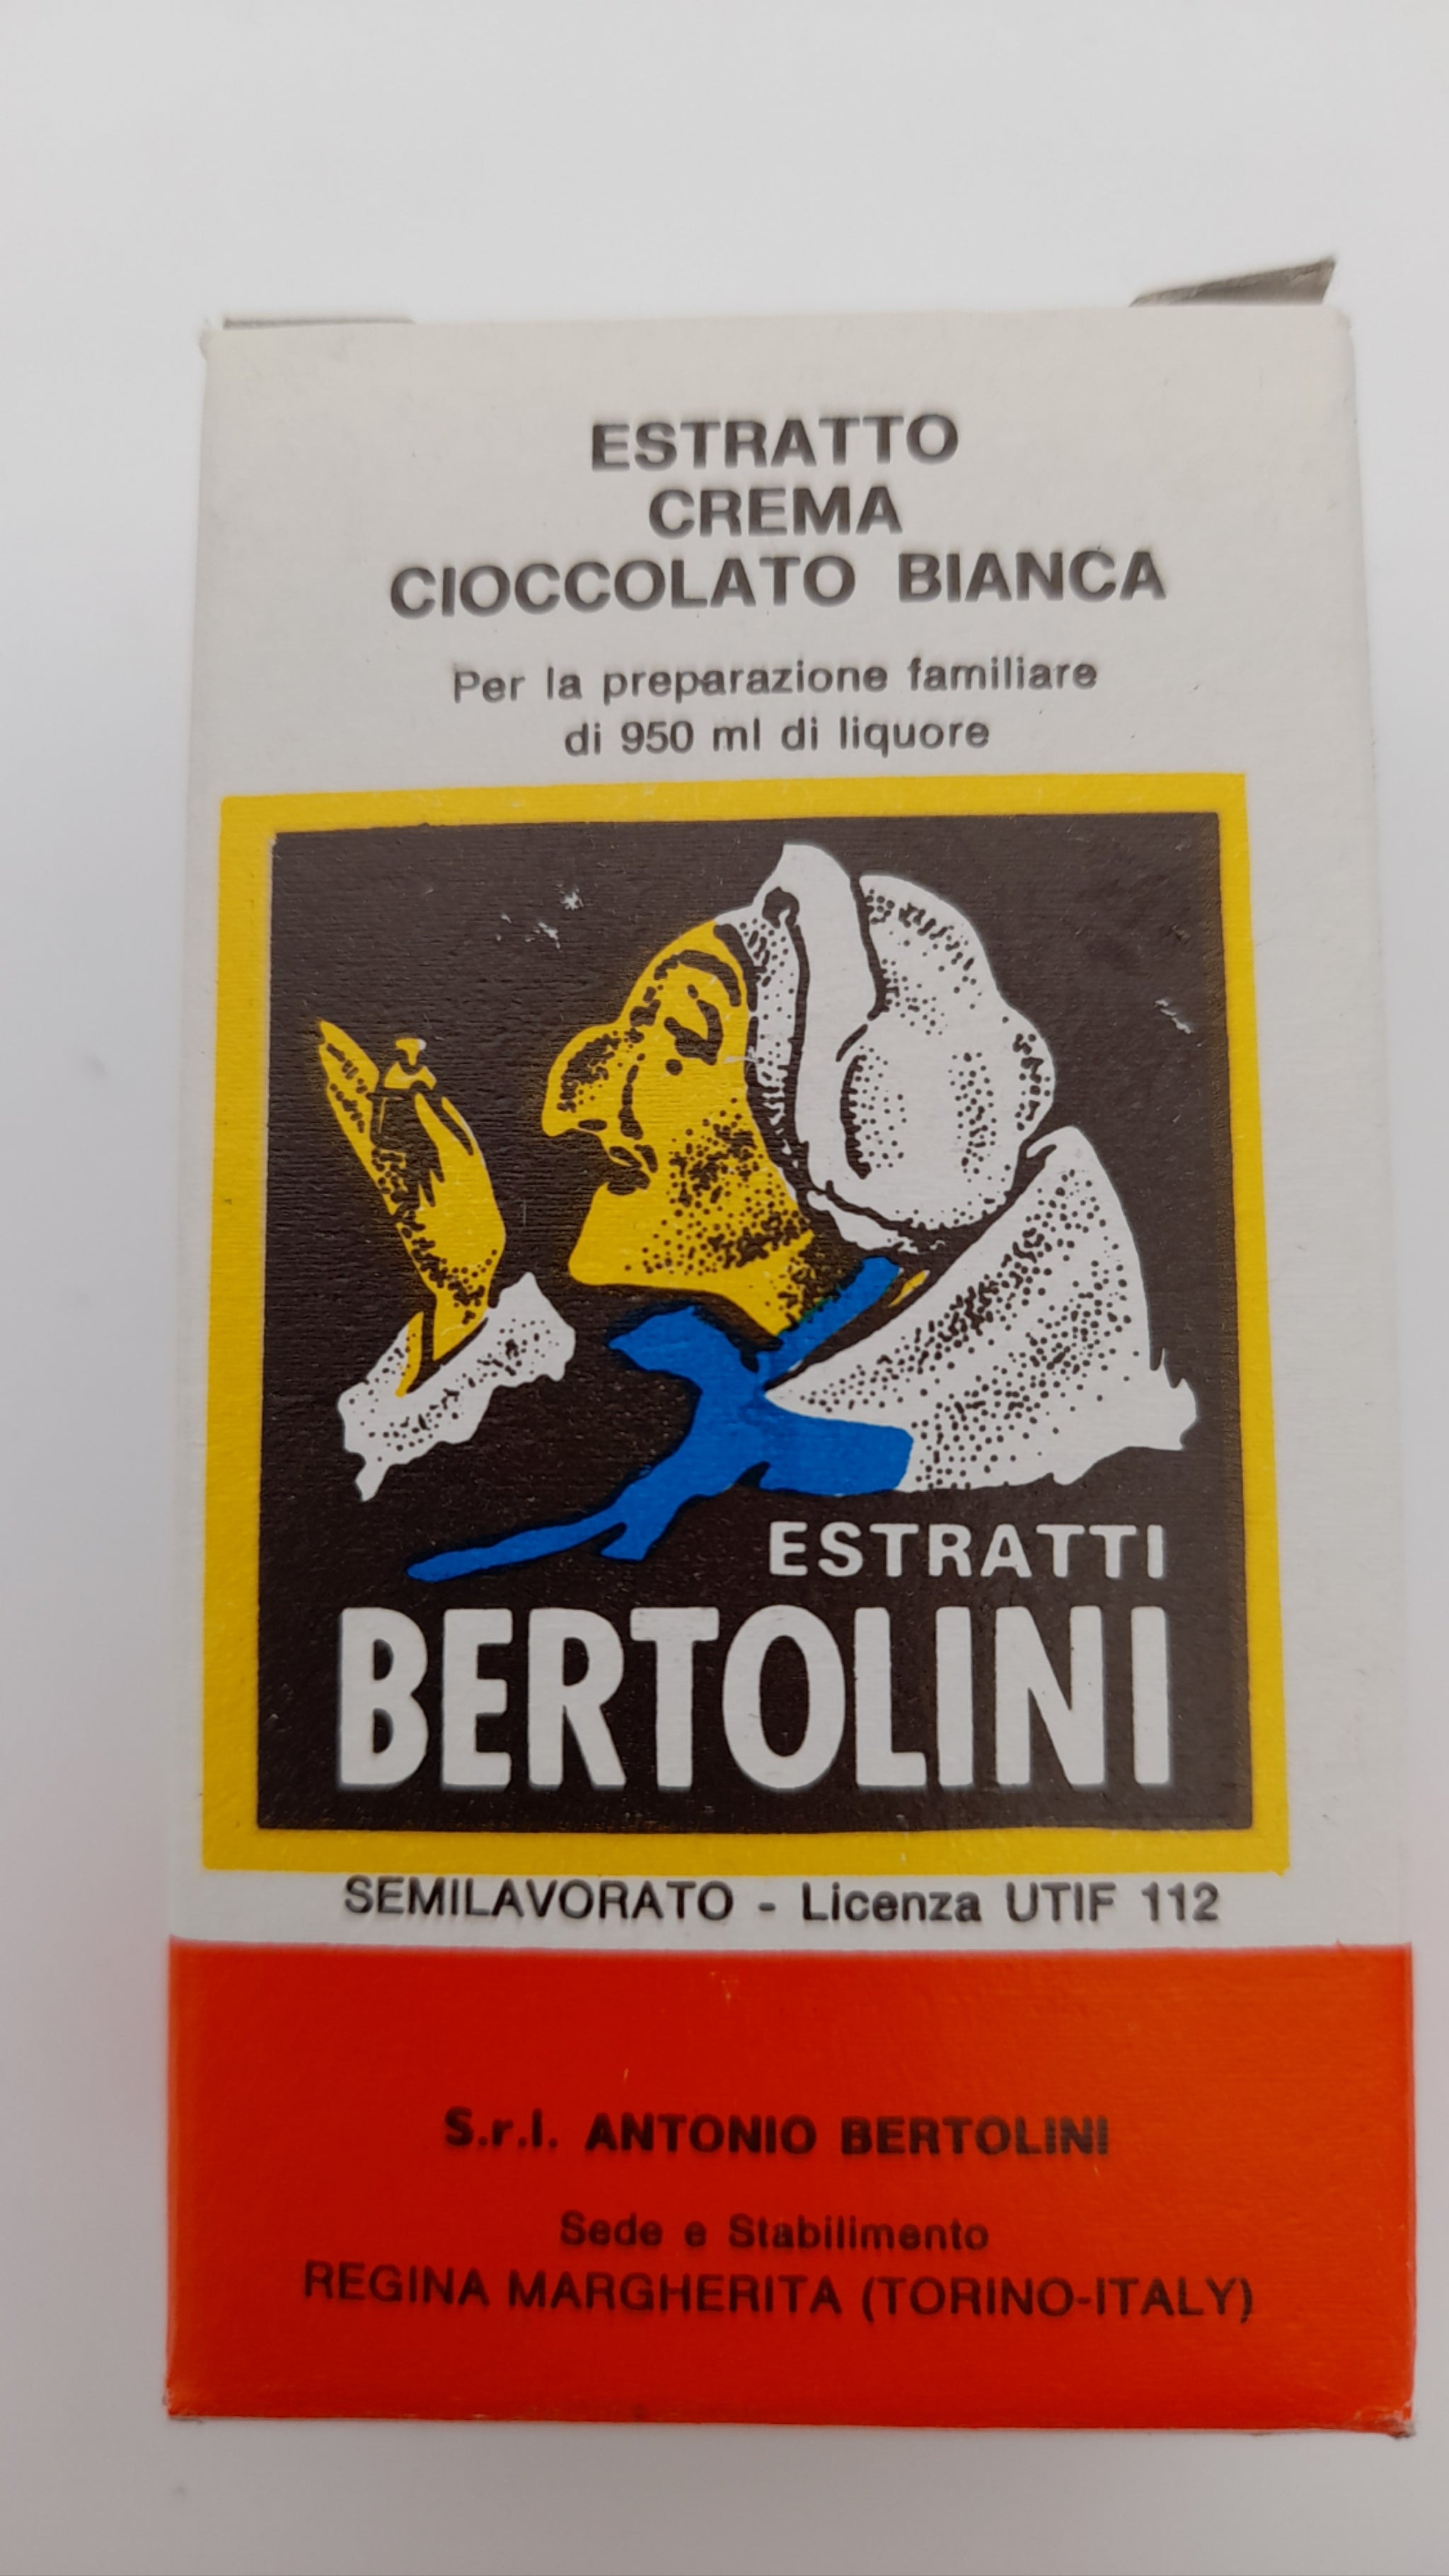 ESTRATTO
CREMA
CIOCCOLATO BIANCA
Per la preparazione familiare
di 950 ml di liquore
ESTRATTI
BERTOLINI
SEMILAVORATO - Licenza UTIF 112
S.r.l. ANTONIO BERTOLINI
Sede e Stabilimento
REGINA MARGHERITA (TORINO-ITALY)